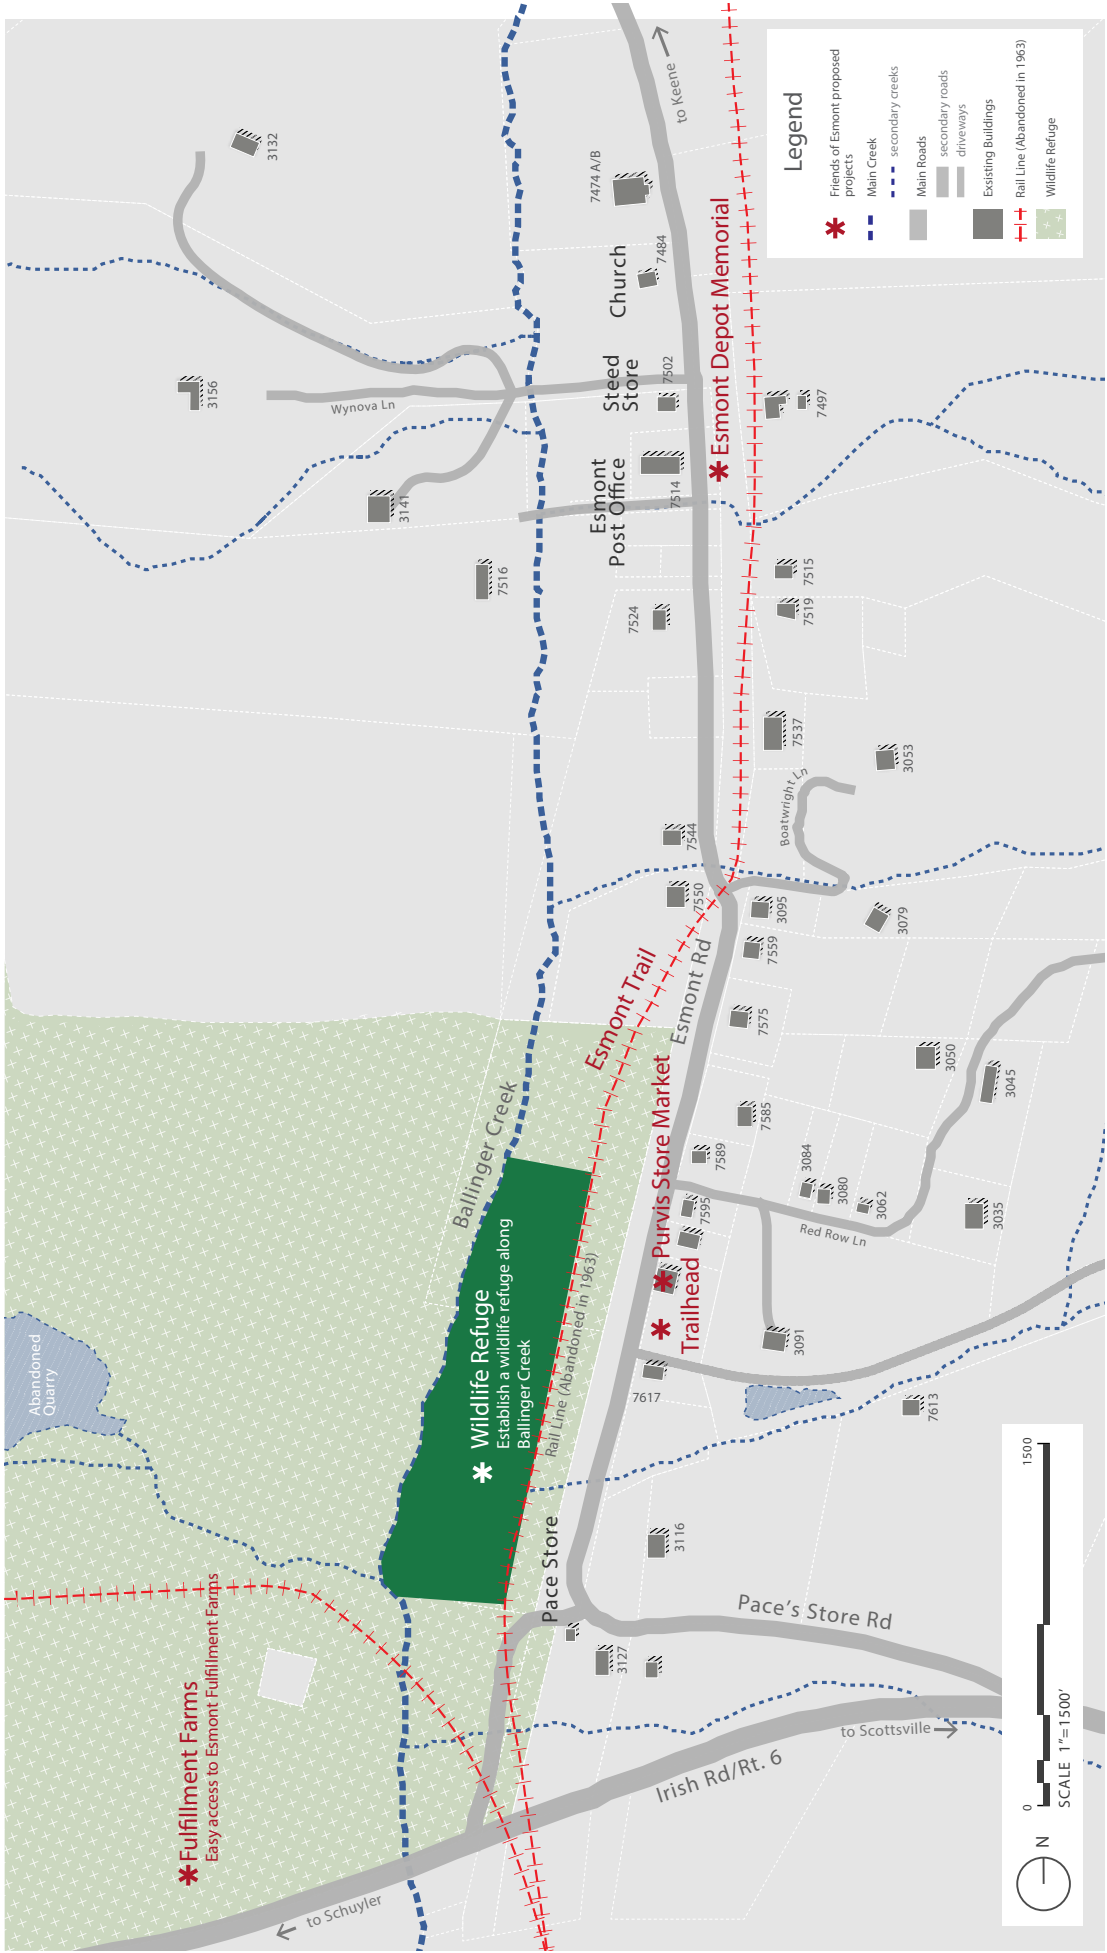 Legend
Friends of Esmont proposed
projects
Main Creek
secondary creeks
Main Roads
secondary roads
driveways
Exsisting Buildings
Rail Line (Abandoned in 1963)
Wildlife Refuge
to Keene
3132
7474 A/B
Church
7484
3156
Wynova Ln
Steed
Store
7502
Esmont Depot Memorial
7497
3141
Esmont
Post Office
7514
7516
7524
7515
7519
7537
3053
Boatwright Ln
7544
7550
3095
3079
7559
Esmont Trail
Esmont Rd
7575
3050
3045
Ballinger Creek
Purvis Store Market
7585
7589
3084
3080
3062
7595
Red Row Ln
3035
Trailhead
3091
Abandoned
Quarry
Wildlife Refuge
Establish a wildlife refuge along
Ballinger Creek
Rail Line (Abandoned in 1963)
7617
7613
Pace Store
3116
3127
Pace's Store Rd
Fulfillment Farms
Easy access to Esmont Fulfillment Farms
Irish Rd/Rt. 6
to Scottsville
to Schuyler
0
1500
SCALE 1"=1500'
N